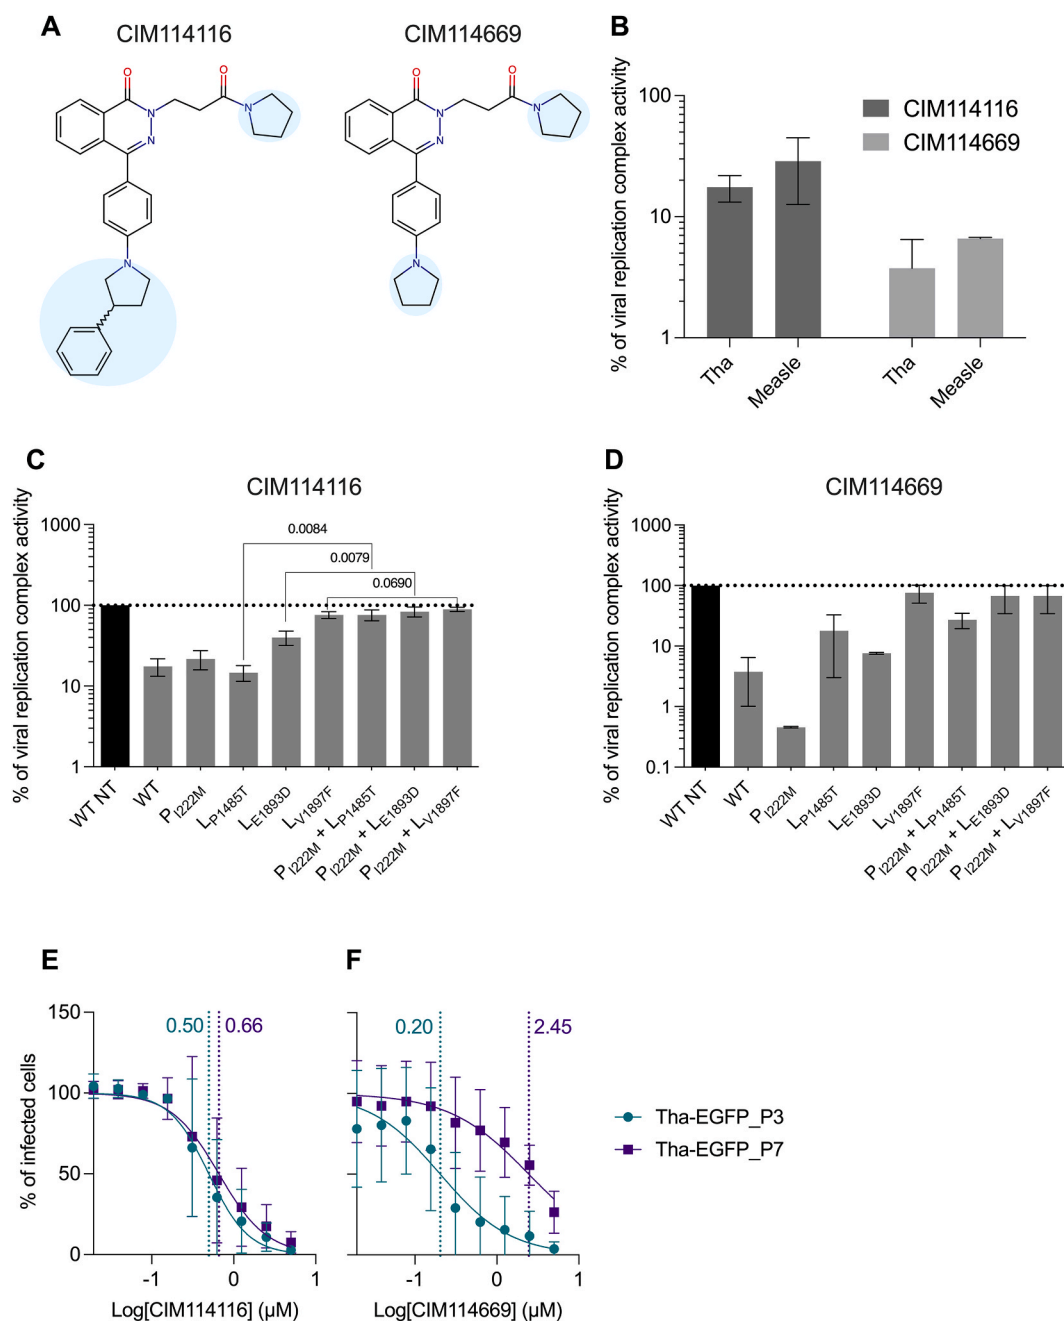 A
CIM114116
CIM114669
O
O
N
N
N
N
O
O
N
N
N
N
B
% of viral replication complex activity
100
10
1
CIM114116
CIM114669
Tha
Measle
Tha
Measle
C
CIM114116
% of viral replication complex activity
1000
100
10
1
0.0084
0.0079
0.0690
WT NT
WT
P I222M
L P1485T
L E1893D
L V1897F
P I222M + L P1485T
P I222M + L E1893D
P I222M + L V1897F
D
CIM114669
% of viral replication complex activity
1000
100
10
1
0.1
WT NT
WT
P I222M
L P1485T
L E1893D
L V1897F
P I222M + L P1485T
P I222M + L E1893D
P I222M + L V1897F
E
% of infected cells
150
100
50
0
0.50
0.66
-1
0
1
Log[CIM114116] (µM)
F
0.20
2.45
-1
0
1
Log[CIM114669] (µM)
Tha-EGFP_P3
Tha-EGFP_P7